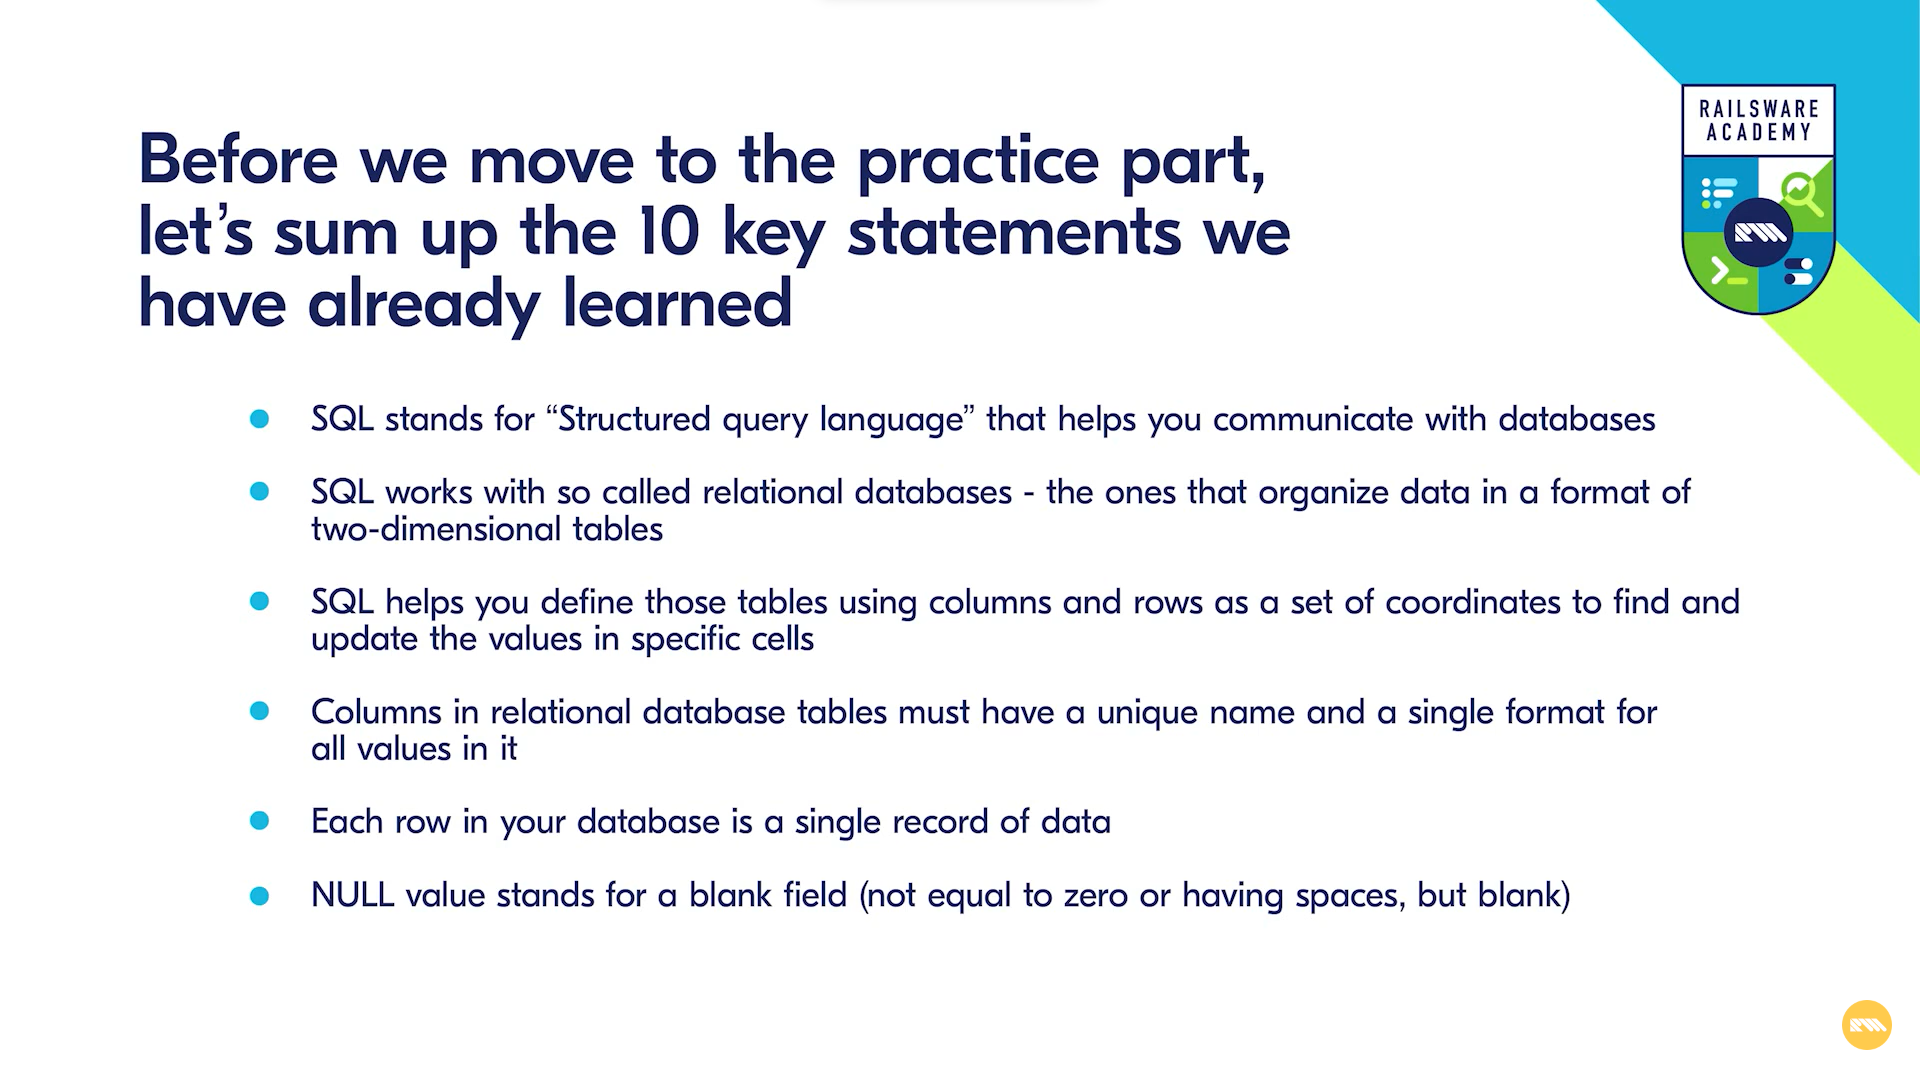 RAILSWARE
ACADEMY
Before we move to the practice part,
let’s sum up the 10 key statements we
have already learned
SQL stands for “Structured query language” that helps you communicate with databases
SQL works with so called relational databases - the ones that organize data in a format of
two-dimensional tables
SQL helps you define those tables using columns and rows as a set of coordinates to find and
update the values in specific cells
Columns in relational database tables must have a unique name and a single format for
all values in it
Each row in your database is a single record of data
NULL value stands for a blank field (not equal to zero or having spaces, but blank)